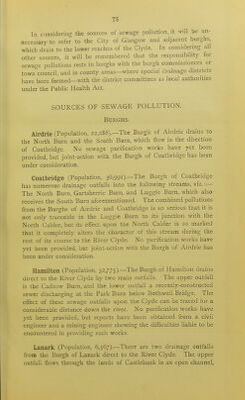 75
In considering the sources of sewage pollution, it will be un-
necessary to refer to the City of Glasgow and adjacent burghs,
which drain to the lower reaches of the Clyde. In considering all
other sources, it will be remembered that the responsibility for
sewage pollutions rests in burghs with the burgh commissioners or
town council, and in county areas—where special drainage districts
have been formed—with the district committees as local authorities
under the Public Health Act.
SOURCES OF SEWAGE POLLUTION.
BURGHS.
Airdrie (Population, 22,288).—The Burgh of Airdrie drains to
the North Burn and the South Burn, which flow in the direction
of Coatbridge. No sewage purification works have yet been
provided, but joint-action with the Burgh of Coatbridge has been
under consideration.
Coatbridge (Population, 36,991).—The Burgh of Coatbridge
has numerous drainage outfalls into the following streams, viz.:—
The North Burn, Gartsherrie Burn, and Luggie Burn, which also
receives the South Burn aforementioned. The combined pollutions
from the Burghs of Airdrie and Coatbridge is so serious that it is
not only traceable in the Luggie Burn to its junction with the
North Calder, but its effect upon the North Calder is so marked
that it completely alters the character of this stream during the
rest of its course to the River Clyde. No purification works have
yet been provided, but joint-action with the Burgh of Airdrie has
been under consideration.
Hamilton (Population, 32,775).—The Burgh of Hamilton drains
direct to the River Clyde by two main outfalls. The upper outfall
is the Cadzow Burn, and the lower outfall a recently-constructed
sewer discharging at the Park Burn below Bothwell Bridge. The
effect of these sewage outfalls upon the Clyde can be traced for a
considerable distance down the river. No purification works have
yet been provided, but reports have been obtained from a civil
engineer and a mining engineer showing the difficulties liable to be
encountered in providing sewage works.
Lanark (Population, 6,567).—There are two drainage outfalls
from the Burgh of Lanark direct to the River Clyde. The upper
outfall flows through the lands of Castlebank in an open channel,